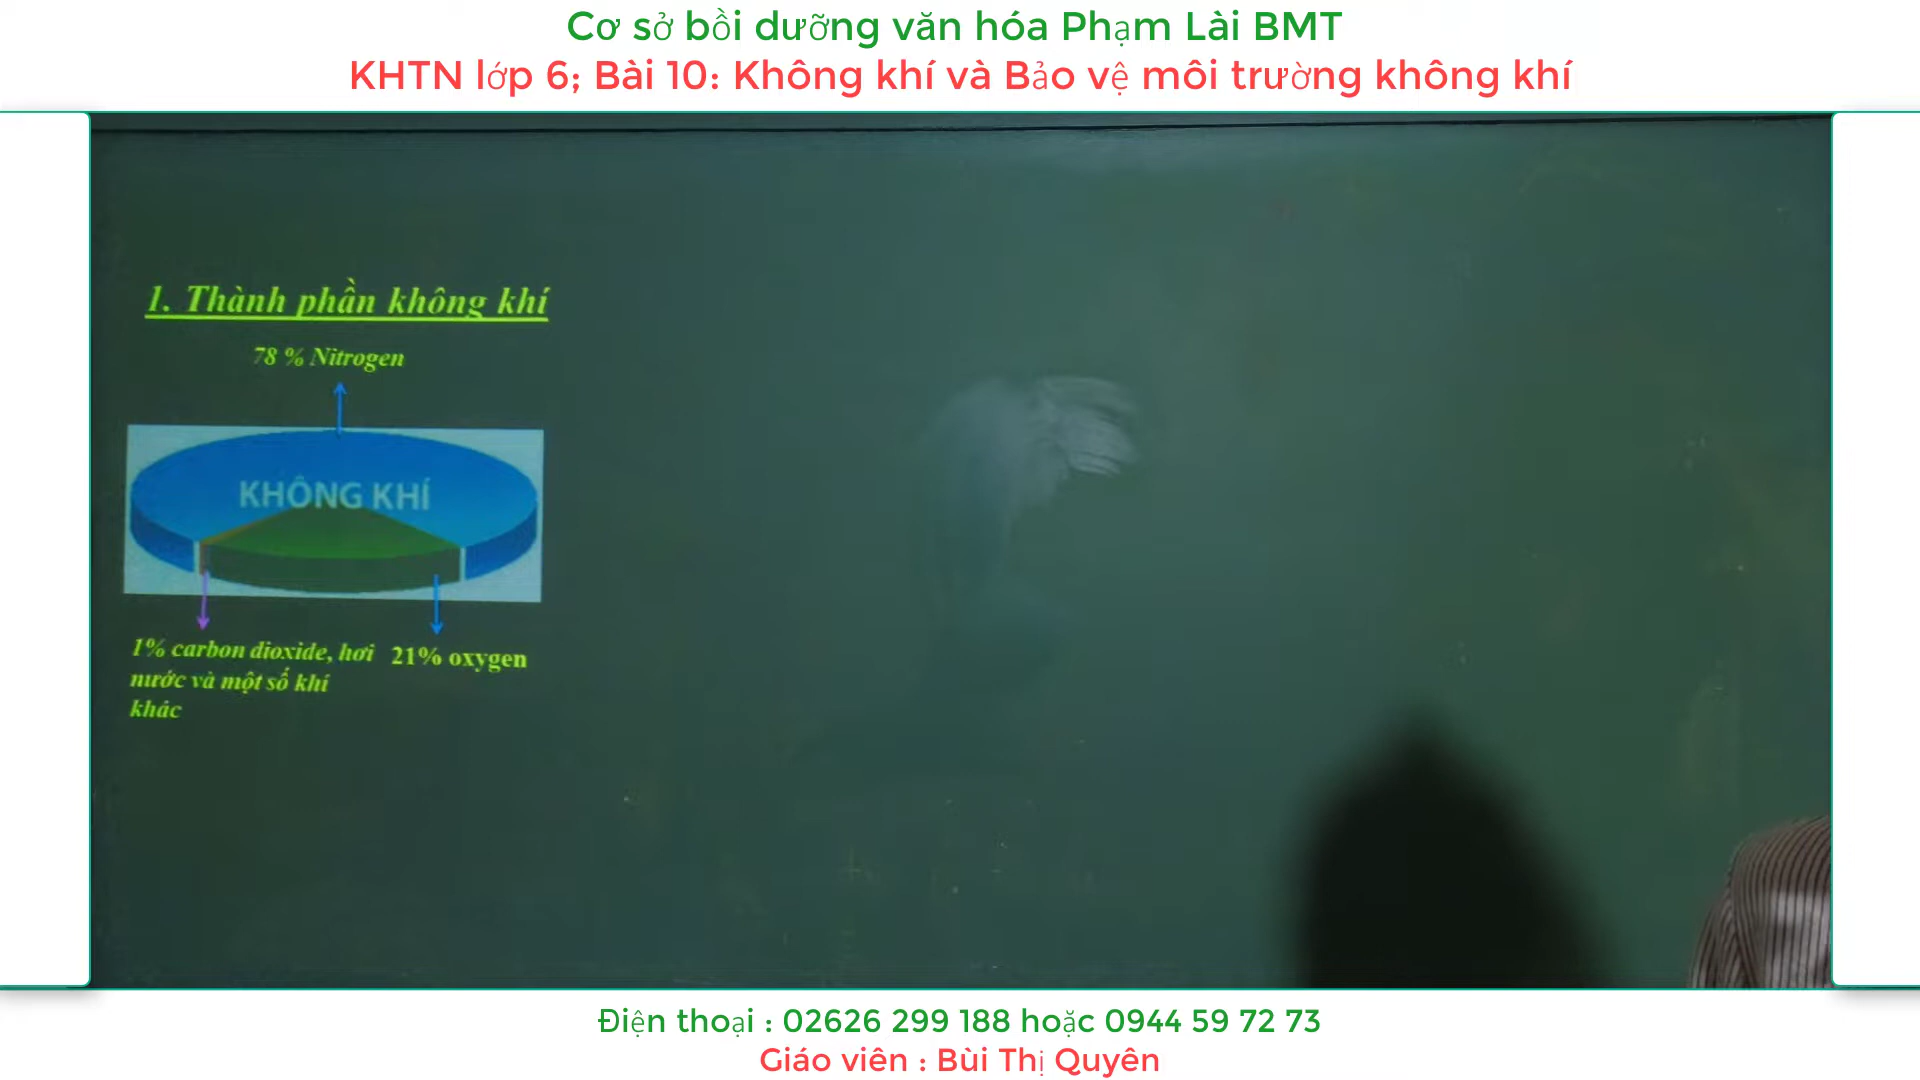 Cơ sở bồi dưỡng văn hóa Phạm Lài BMT
KHTN lớp 6; Bài 10: Không khí và Bảo vệ môi trường không khí
1. Thành phần không khí
78 % Nitrogen
KHÔNG KHÍ
1% carbon dioxide, hơi
nước và một số khí
khác
21% oxygen
Điện thoại : 02626 299 188 hoặc 0944 59 72 73
Giáo viên : Bùi Thị Quyên